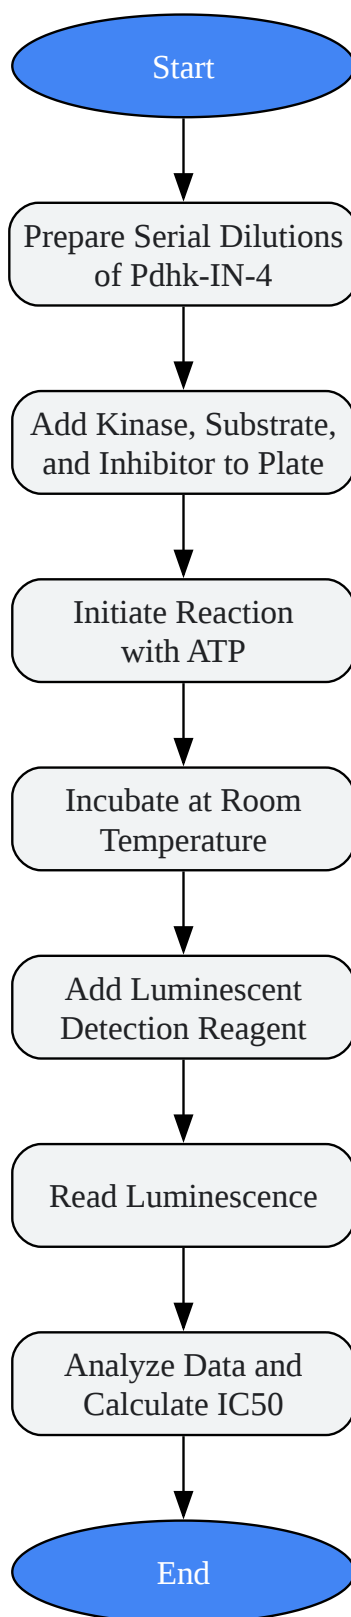 Start
Prepare Serial Dilutions
of Pdhk-IN-4
Add Kinase, Substrate,
and Inhibitor to Plate
Initiate Reaction
with ATP
Incubate at Room
Temperature
Add Luminescent
Detection Reagent
Read Luminescence
Analyze Data and
Calculate IC50
End